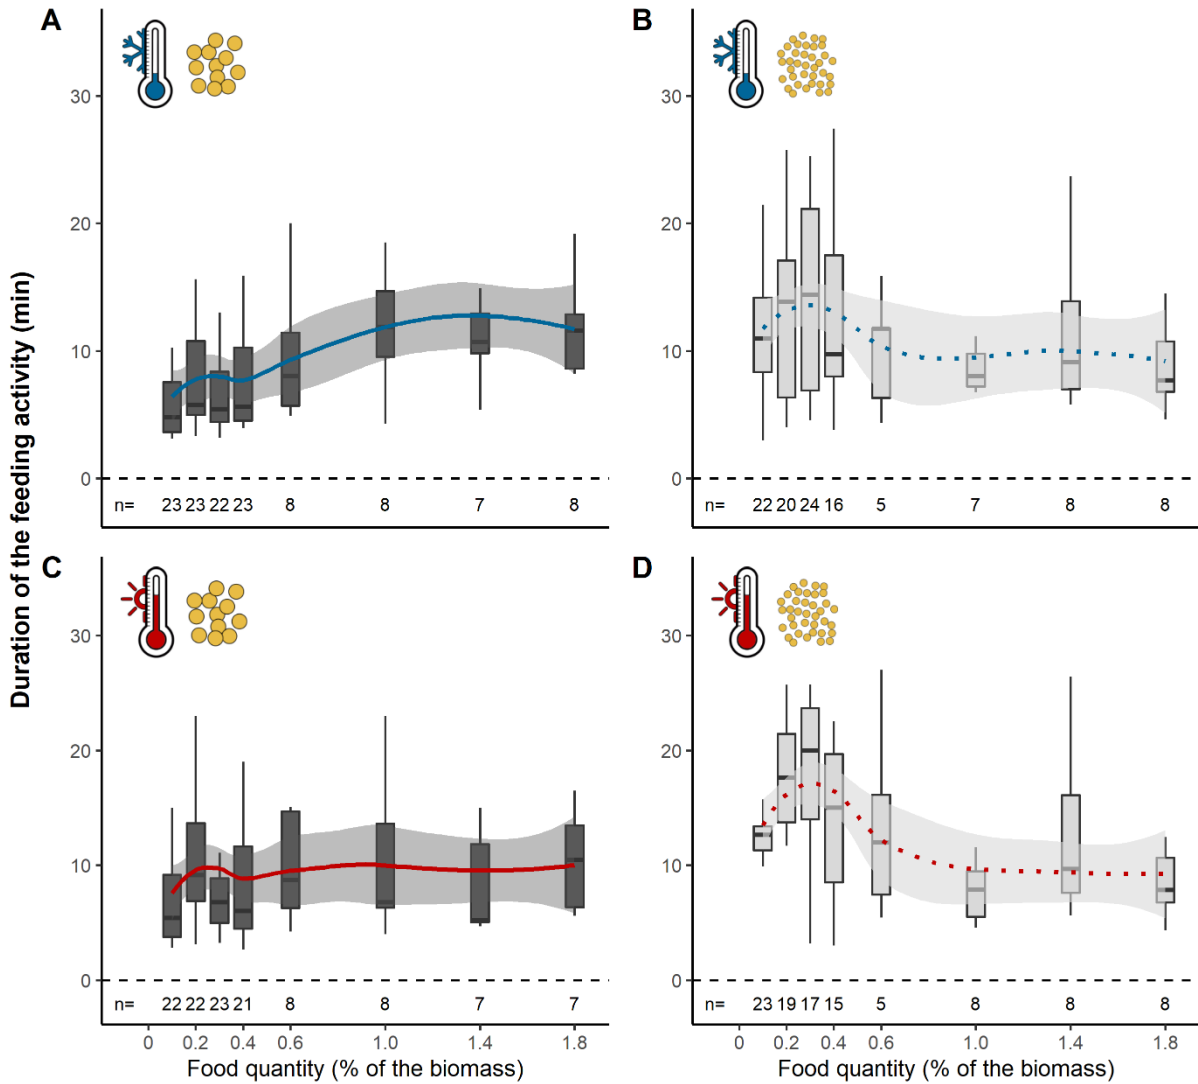 A
B
30
30
20
20
10
10
0
0
n= 23 23 22 23 8 8 7 8
n= 22 20 24 16 5 7 8 8
Duration of the feeding activity (min)
C
D
30
30
20
20
10
10
0
0
n= 22 22 23 21 8 8 7 7
n= 23 19 17 15 5 8 8 8
0 0.2 0.6 1.0 1.4 1.8
0 0.2 0.6 1.0 1.4 1.8
Food quantity (% of the biomass)
Food quantity (% of the biomass)